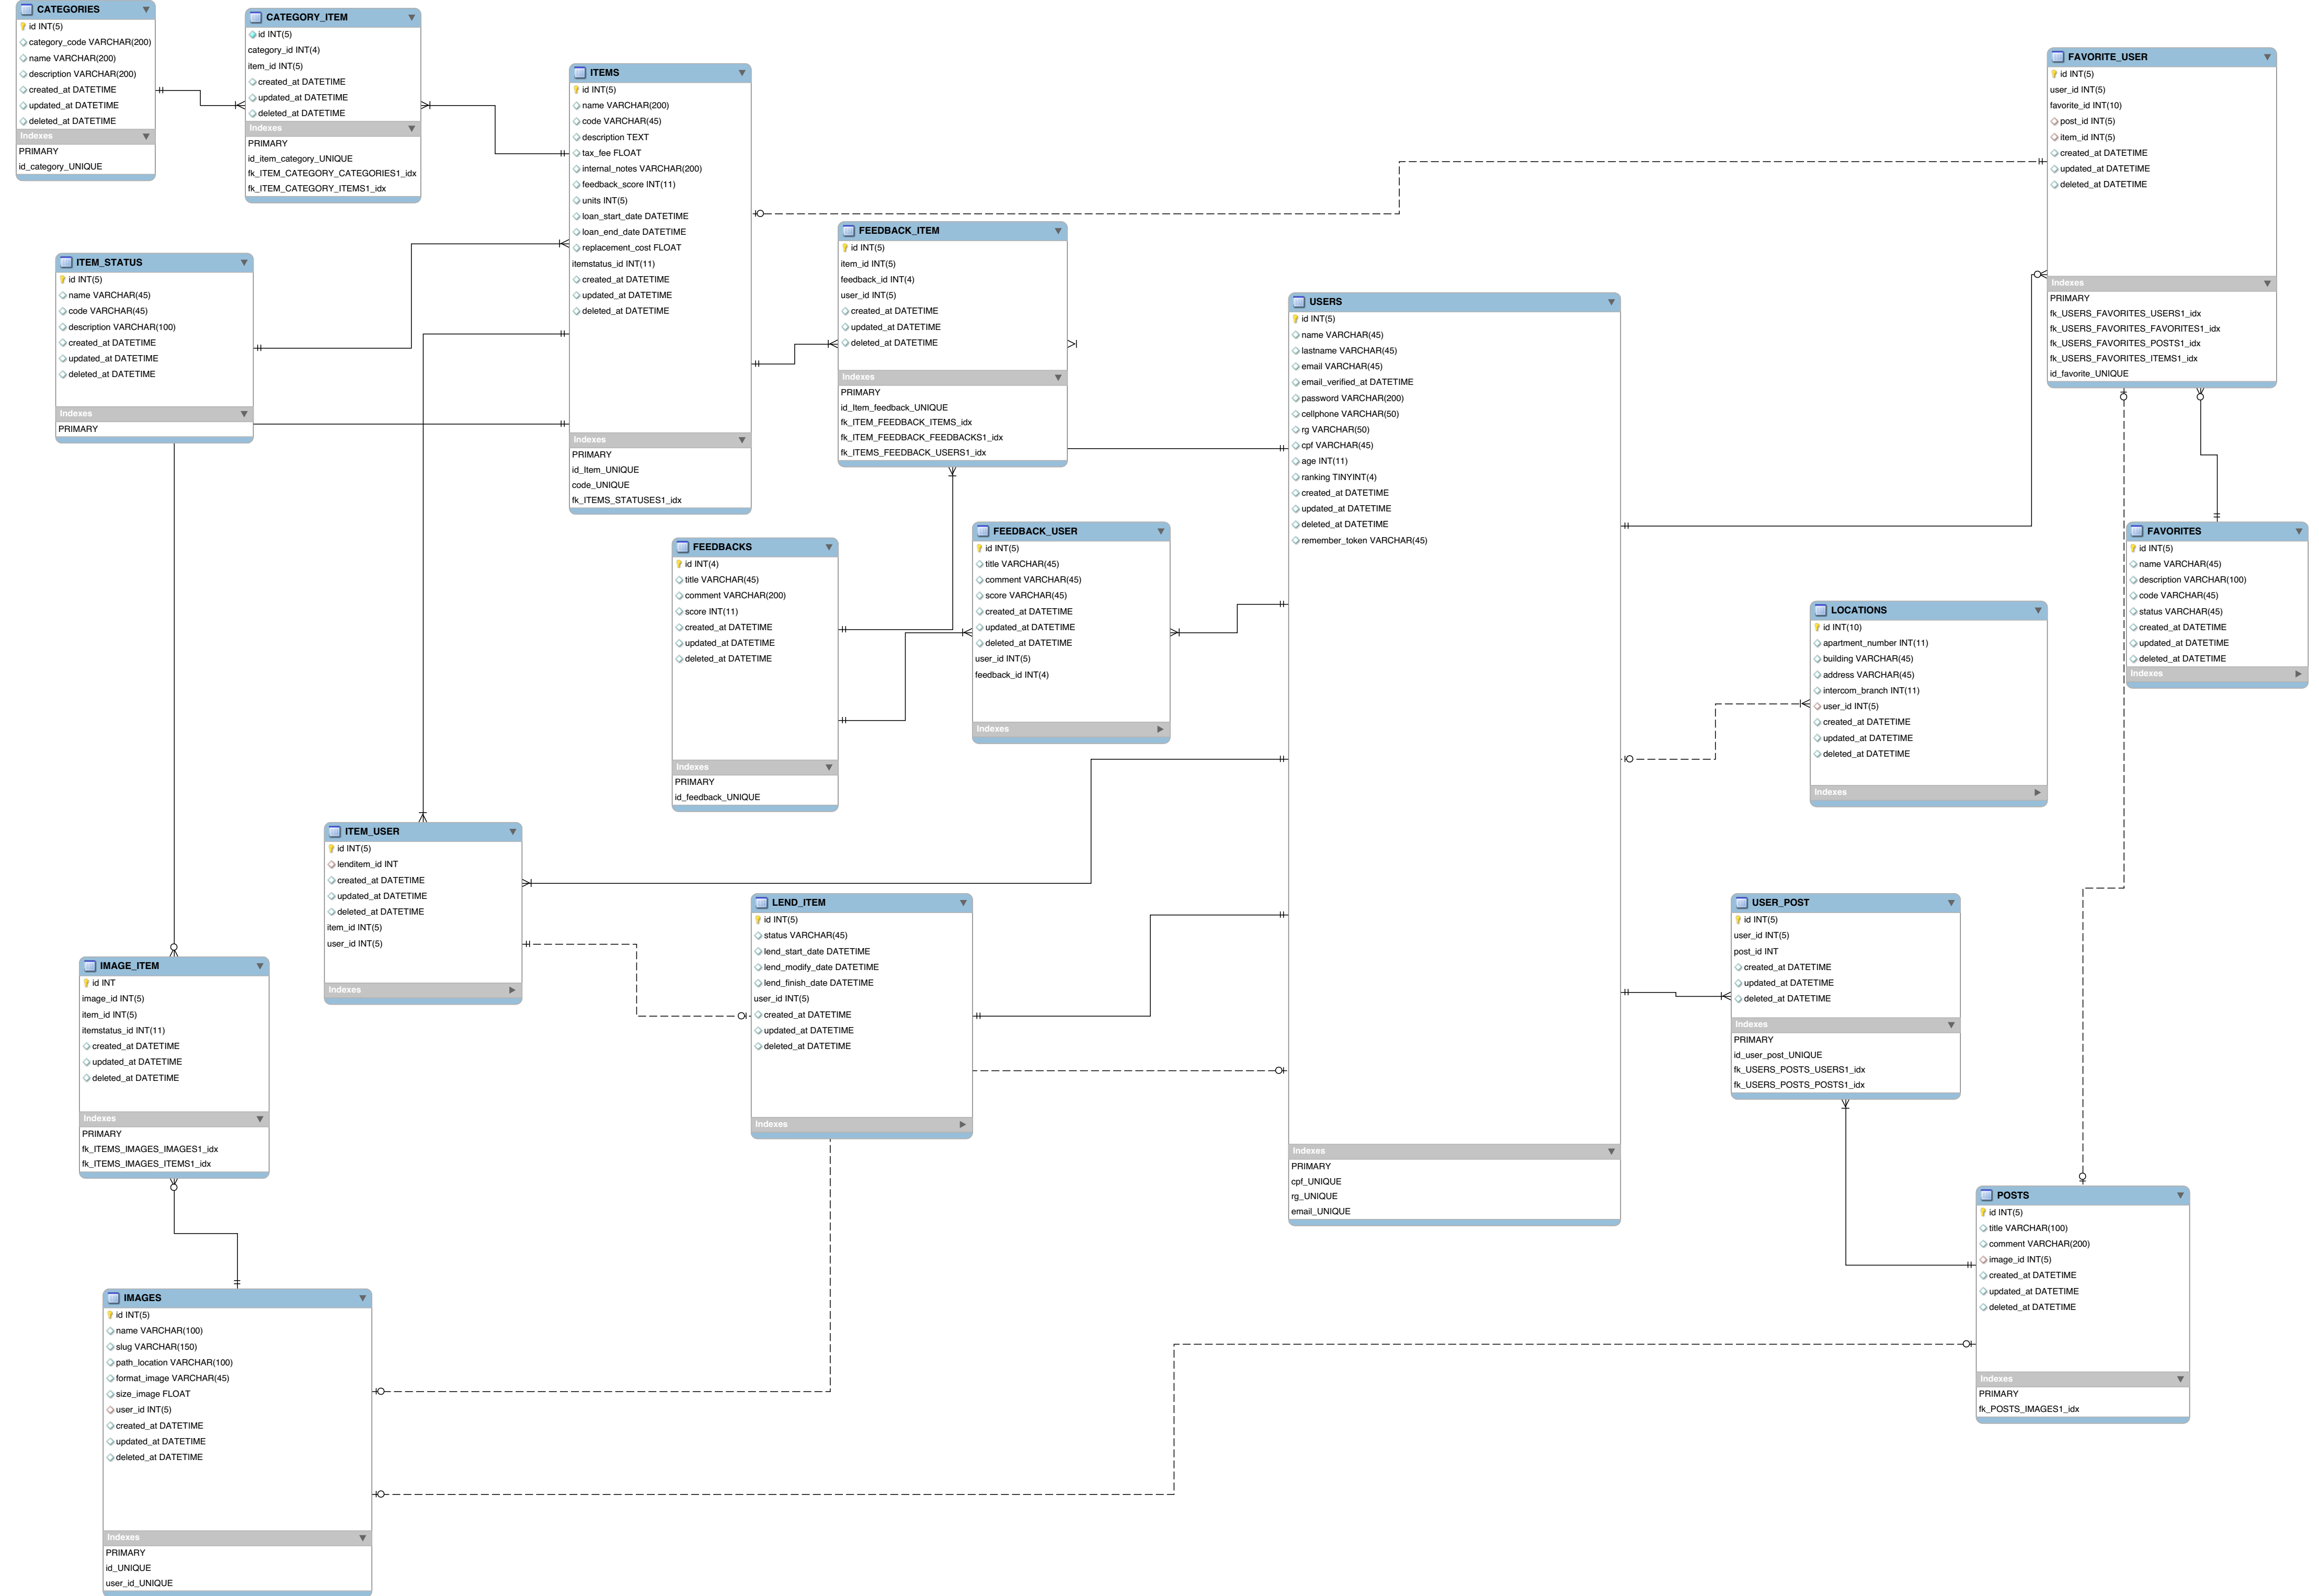 CATEGORIES
id INT(5)
category_code VARCHAR(200)
name VARCHAR(200)
description VARCHAR(200)
created_at DATETIME
updated_at DATETIME
deleted_at DATETIME
Indexes
PRIMARY
id_category_UNIQUE
CATEGORY_ITEM
id INT(5)
category_id INT(4)
item_id INT(5)
created_at DATETIME
updated_at DATETIME
deleted_at DATETIME
Indexes
PRIMARY
id_item_category_UNIQUE
fk_ITEM_CATEGORY_CATEGORIES1_idx
fk_ITEM_CATEGORY_ITEMS1_idx
ITEMS
id INT(5)
name VARCHAR(200)
code VARCHAR(45)
description TEXT
tax_fee FLOAT
internal_notes VARCHAR(200)
feedback_score INT(11)
units INT(5)
loan_start_date DATETIME
loan_end_date DATETIME
replacement_cost FLOAT
itemstatus_id INT(11)
created_at DATETIME
updated_at DATETIME
deleted_at DATETIME
Indexes
PRIMARY
id_Item_UNIQUE
code_UNIQUE
fk_ITEMS_STATUSES1_idx
FAVORITE_USER
id INT(5)
user_id INT(5)
favorite_id INT(10)
post_id INT(5)
item_id INT(5)
created_at DATETIME
updated_at DATETIME
deleted_at DATETIME
Indexes
PRIMARY
fk_USERS_FAVORITES_USERS1_idx
fk_USERS_FAVORITES_FAVORITES1_idx
fk_USERS_FAVORITES_POSTS1_idx
fk_USERS_FAVORITES_ITEMS1_idx
id_favorite_UNIQUE
ITEM_STATUS
id INT(5)
name VARCHAR(45)
code VARCHAR(45)
description VARCHAR(100)
created_at DATETIME
updated_at DATETIME
deleted_at DATETIME
Indexes
PRIMARY
FEEDBACK_ITEM
id INT(5)
item_id INT(5)
feedback_id INT(4)
user_id INT(5)
created_at DATETIME
updated_at DATETIME
deleted_at DATETIME
Indexes
PRIMARY
id_Item_feedback_UNIQUE
fk_ITEM_FEEDBACK_ITEMS_idx
fk_ITEM_FEEDBACK_FEEDBACKS1_idx
fk_ITEMS_FEEDBACK_USERS1_idx
USERS
id INT(5)
name VARCHAR(45)
lastname VARCHAR(45)
email VARCHAR(45)
email_verified_at DATETIME
password VARCHAR(200)
cellphone VARCHAR(50)
rg VARCHAR(50)
cpf VARCHAR(45)
age INT(11)
ranking TINYINT(4)
created_at DATETIME
updated_at DATETIME
deleted_at DATETIME
remember_token VARCHAR(45)
Indexes
PRIMARY
cpf_UNIQUE
rg_UNIQUE
email_UNIQUE
FEEDBACKS
id INT(4)
title VARCHAR(45)
comment VARCHAR(200)
score INT(11)
created_at DATETIME
updated_at DATETIME
deleted_at DATETIME
Indexes
PRIMARY
id_feedback_UNIQUE
FEEDBACK_USER
id INT(5)
title VARCHAR(45)
comment VARCHAR(45)
score VARCHAR(45)
created_at DATETIME
updated_at DATETIME
deleted_at DATETIME
user_id INT(5)
feedback_id INT(4)
Indexes
FAVORITES
id INT(5)
name VARCHAR(45)
description VARCHAR(100)
code VARCHAR(45)
status VARCHAR(45)
created_at DATETIME
updated_at DATETIME
deleted_at DATETIME
Indexes
LOCATIONS
id INT(10)
apartment_number INT(11)
building VARCHAR(45)
address VARCHAR(45)
intercom_branch INT(11)
user_id INT(5)
created_at DATETIME
updated_at DATETIME
deleted_at DATETIME
Indexes
ITEM_USER
id INT(5)
lenditem_id INT
created_at DATETIME
updated_at DATETIME
deleted_at DATETIME
item_id INT(5)
user_id INT(5)
Indexes
LEND_ITEM
id INT(5)
status VARCHAR(45)
lend_start_date DATETIME
lend_modify_date DATETIME
lend_finish_date DATETIME
user_id INT(5)
created_at DATETIME
updated_at DATETIME
deleted_at DATETIME
Indexes
USER_POST
id INT(5)
user_id INT(5)
post_id INT
created_at DATETIME
updated_at DATETIME
deleted_at DATETIME
Indexes
PRIMARY
id_user_post_UNIQUE
fk_USERS_POSTS_USERS1_idx
fk_USERS_POSTS_POSTS1_idx
IMAGE_ITEM
id INT
image_id INT(5)
item_id INT(5)
itemstatus_id INT(11)
created_at DATETIME
updated_at DATETIME
deleted_at DATETIME
Indexes
PRIMARY
fk_ITEMS_IMAGES_IMAGES1_idx
fk_ITEMS_IMAGES_ITEMS1_idx
POSTS
id INT(5)
title VARCHAR(100)
comment VARCHAR(200)
image_id INT(5)
created_at DATETIME
updated_at DATETIME
deleted_at DATETIME
Indexes
PRIMARY
fk_POSTS_IMAGES1_idx
IMAGES
id INT(5)
name VARCHAR(100)
slug VARCHAR(150)
path_location VARCHAR(100)
format_image VARCHAR(45)
size_image FLOAT
user_id INT(5)
created_at DATETIME
updated_at DATETIME
deleted_at DATETIME
Indexes
PRIMARY
id_UNIQUE
user_id_UNIQUE